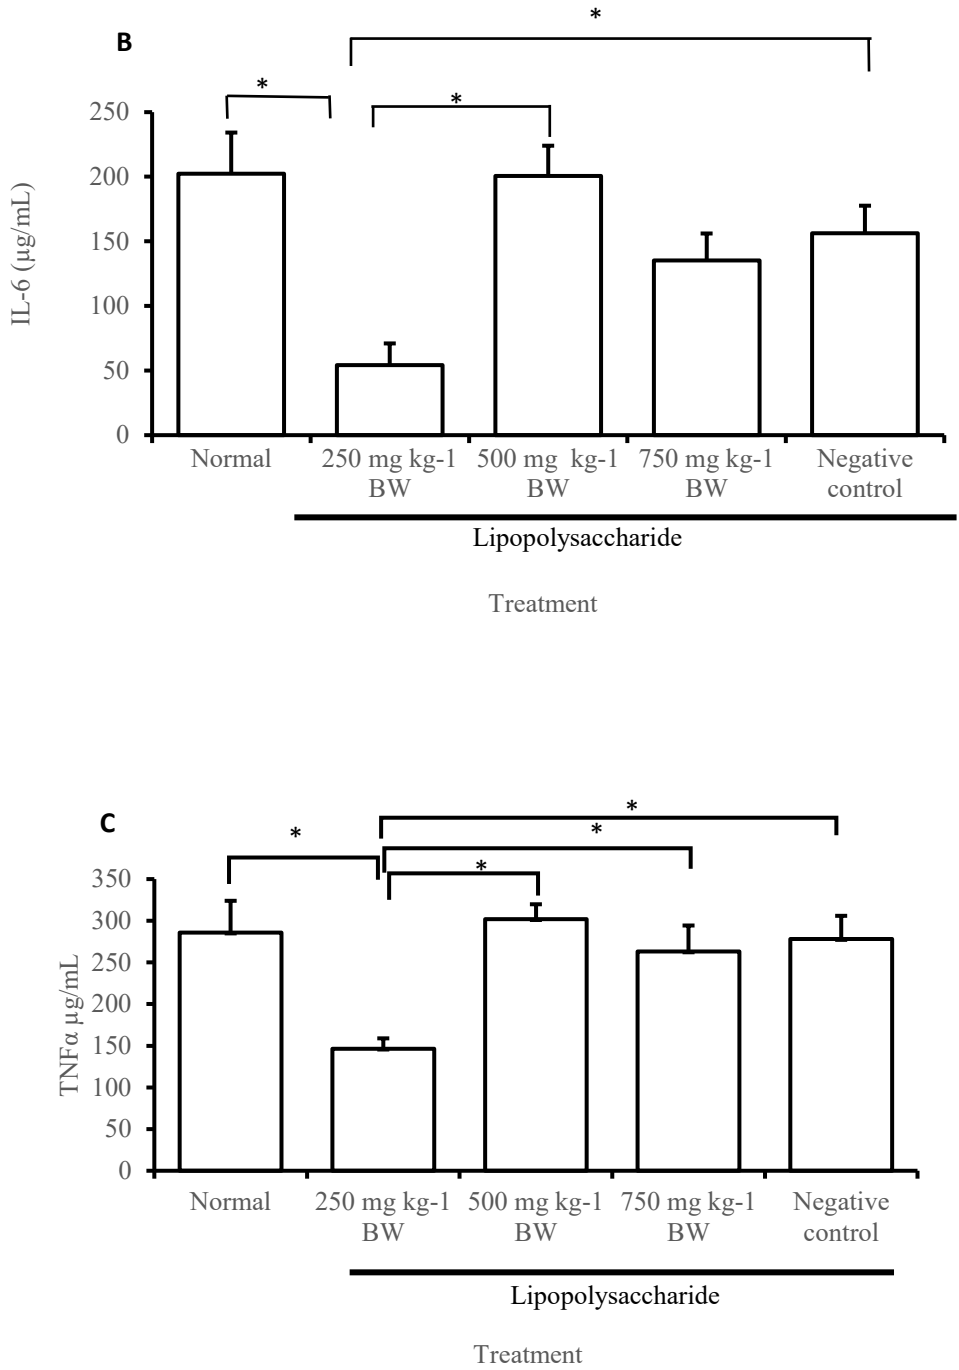 B
*
*
*
250
200
150
100
50
0
IL-6 (µg/mL)
Normal
250 mg kg-1
BW
500 mg  kg-1
BW
750 mg kg-1
BW
Negative
control
Lipopolysaccharide
Treatment
C
*
*
*
*
350
300
250
200
150
100
50
0
TNFα µg/mL
Normal
250 mg kg-1
BW
500 mg kg-1
BW
750 mg kg-1
BW
Negative
control
Lipopolysaccharide
Treatment